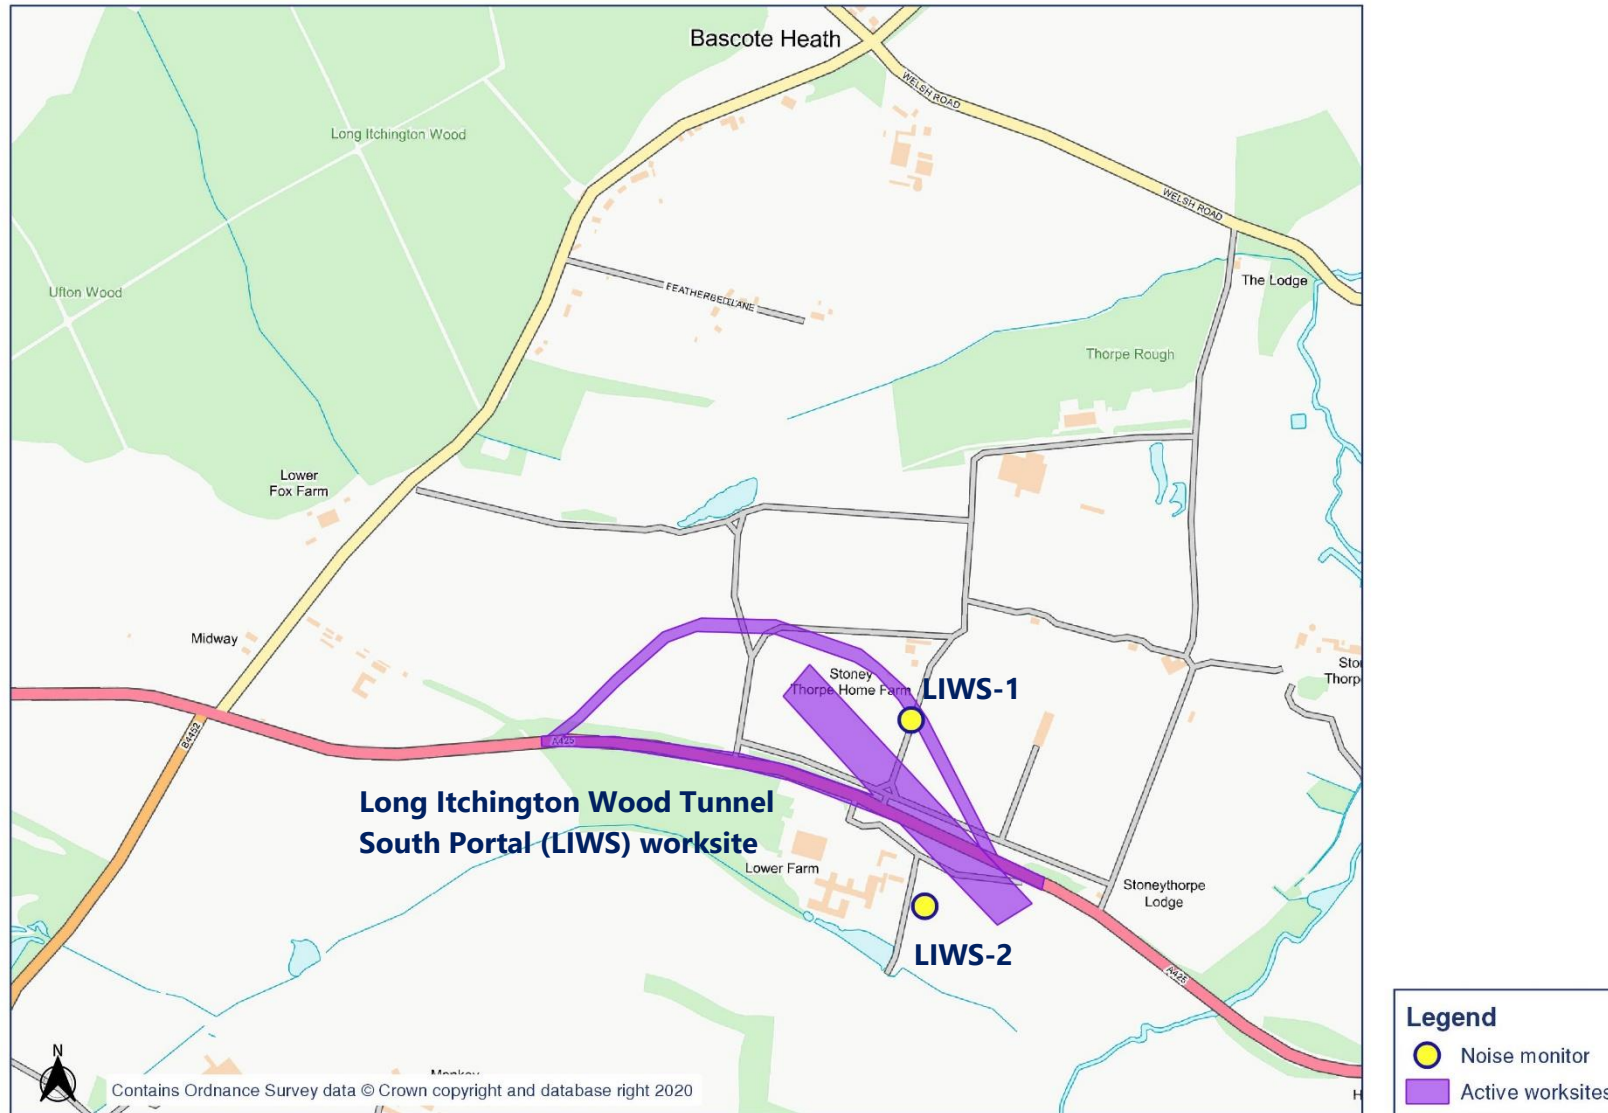 Bascote Heath
WELSH ROAD
Long Itchington Wood
WELSH ROAD
The Lodge
Ufton Wood
FEATHERBED LANE
Thorpe Rough
Lower
Fox Farm
Midway
Stoney
Thorpe Home Farm
LIWS-1
B4452
A425
Long Itchington Wood Tunnel
South Portal (LIWS) worksite
Lower Farm
Stoneythorpe
Lodge
LIWS-2
A425
N
Contains Ordnance Survey data © Crown copyright and database right 2020
H
Legend
Noise monitor
Active worksites